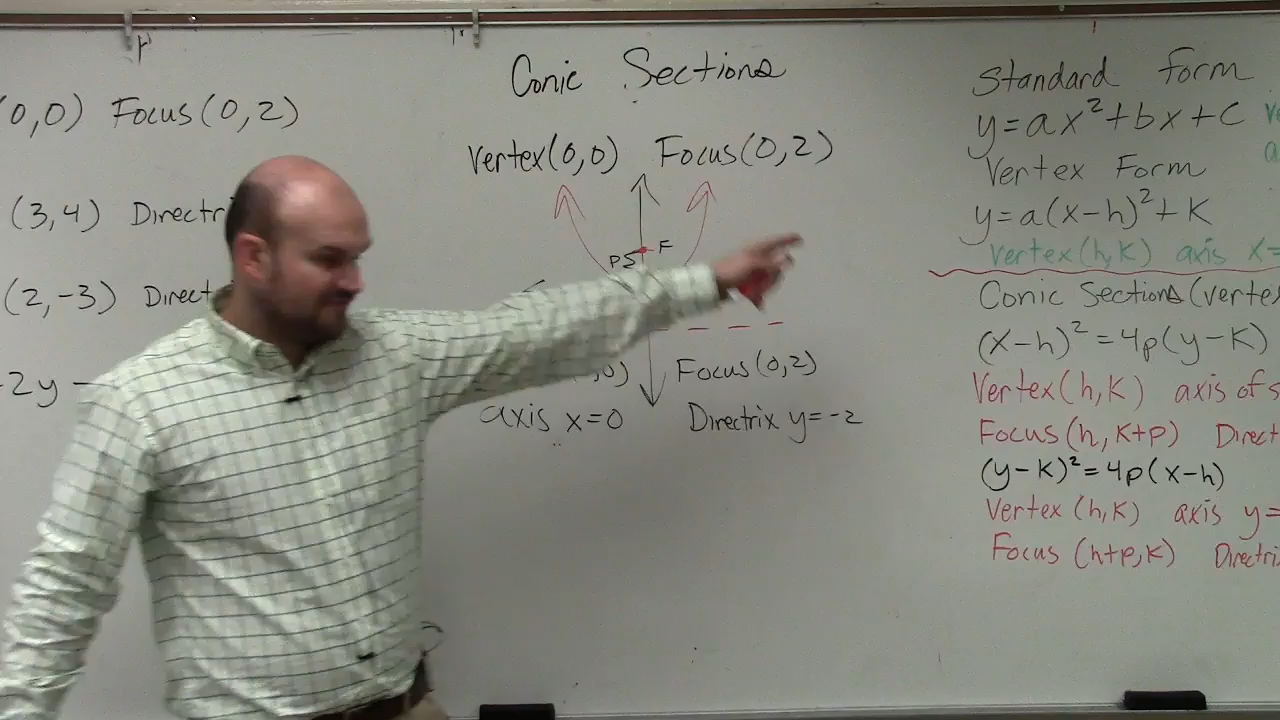 (0,0) Focus(0,2)
(3,4) Directri
(2,-3) Direct
2y -
Conic Sections
Vertex(0,0) Focus(0,2)
F
P
,0) Focus(0,2)
axis x=0 Directrix y=-2
Standard form
y=ax²+bx+c
Vertex Form
y=a(x-h)²+K
Vertex(h,K) axis x=
Conic Sections(verte
(x-h)²=4p(y-K)
Vertex(h,K) axis of s
Focus(h,K+p) Direct
(y-K)²=4p(x-h)
Vertex (h,K) axis y=
Focus (h+p,K) Directri